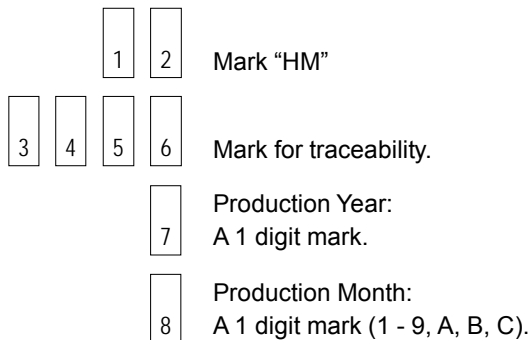 1 2 Mark “HM”
3 4 5 6 Mark for traceability.
Production Year:
7 A 1 digit mark.
Production Month:
8 A 1 digit mark (1 - 9, A, B, C).